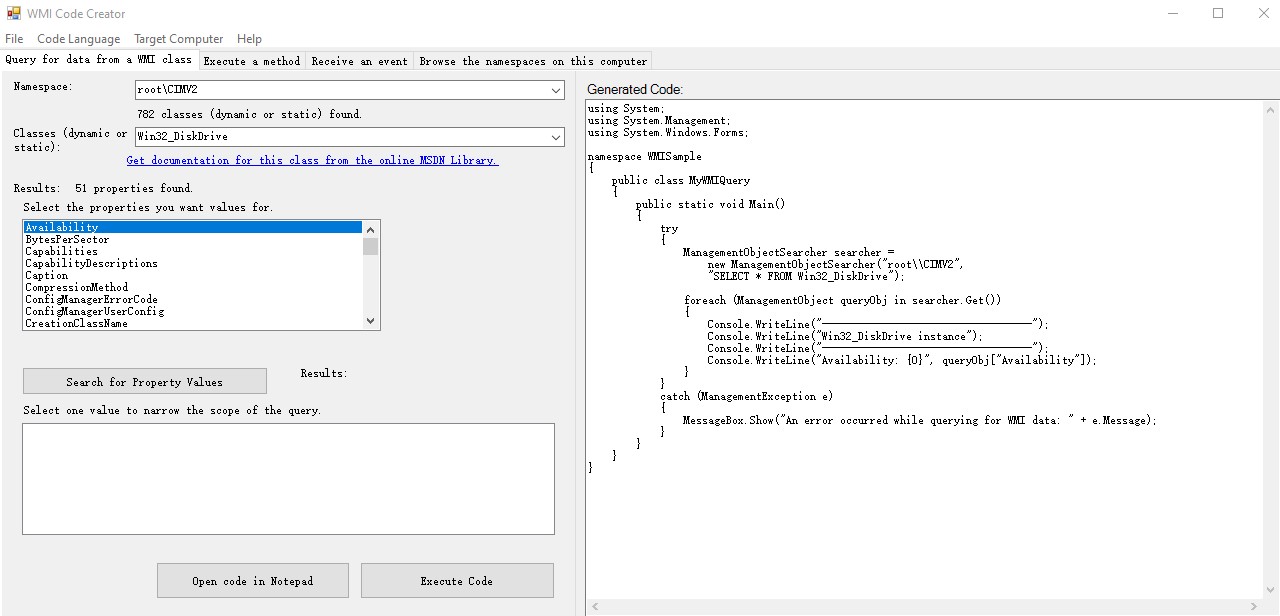 WMI Code Creator
File Code Language Target Computer Help
Query for data from a WMI class Execute a method Receive an event Browse the namespaces on this computer
Namespace:
root\CIMV2
782 classes (dynamic or static) found.
Classes (dynamic or
static):
Win32_DiskDrive
Get documentation for this class from the online MSDN Library.
Results: 51 properties found.
Select the properties you want values for.
Availability
BytesPerSector
Capabilities
CapabilityDescriptions
Caption
CompressionMethod
ConfigManagerErrorCode
ConfigManagerUserConfig
CreationClassName
Search for Property Values
Results:
Select one value to narrow the scope of the query.
Open code in Notepad
Execute Code
Generated Code:
using System;
using System.Management;
using System.Windows.Forms;
namespace WMISample
{
public class MyWMIQuery
{
public static void Main()
{
try
{
ManagementObjectSearcher searcher =
new ManagementObjectSearcher("root\\CIMV2",
"SELECT * FROM Win32_DiskDrive");
foreach (ManagementObject queryObj in searcher.Get())
{
Console.WriteLine("-----------------------------------");
Console.WriteLine("Win32_DiskDrive instance");
Console.WriteLine("-----------------------------------");
Console.WriteLine("Availability: {0}", queryObj["Availability"]);
}
}
catch (ManagementException e)
{
MessageBox.Show("An error occurred while querying for WMI data: " + e.Message);
}
}
}
}